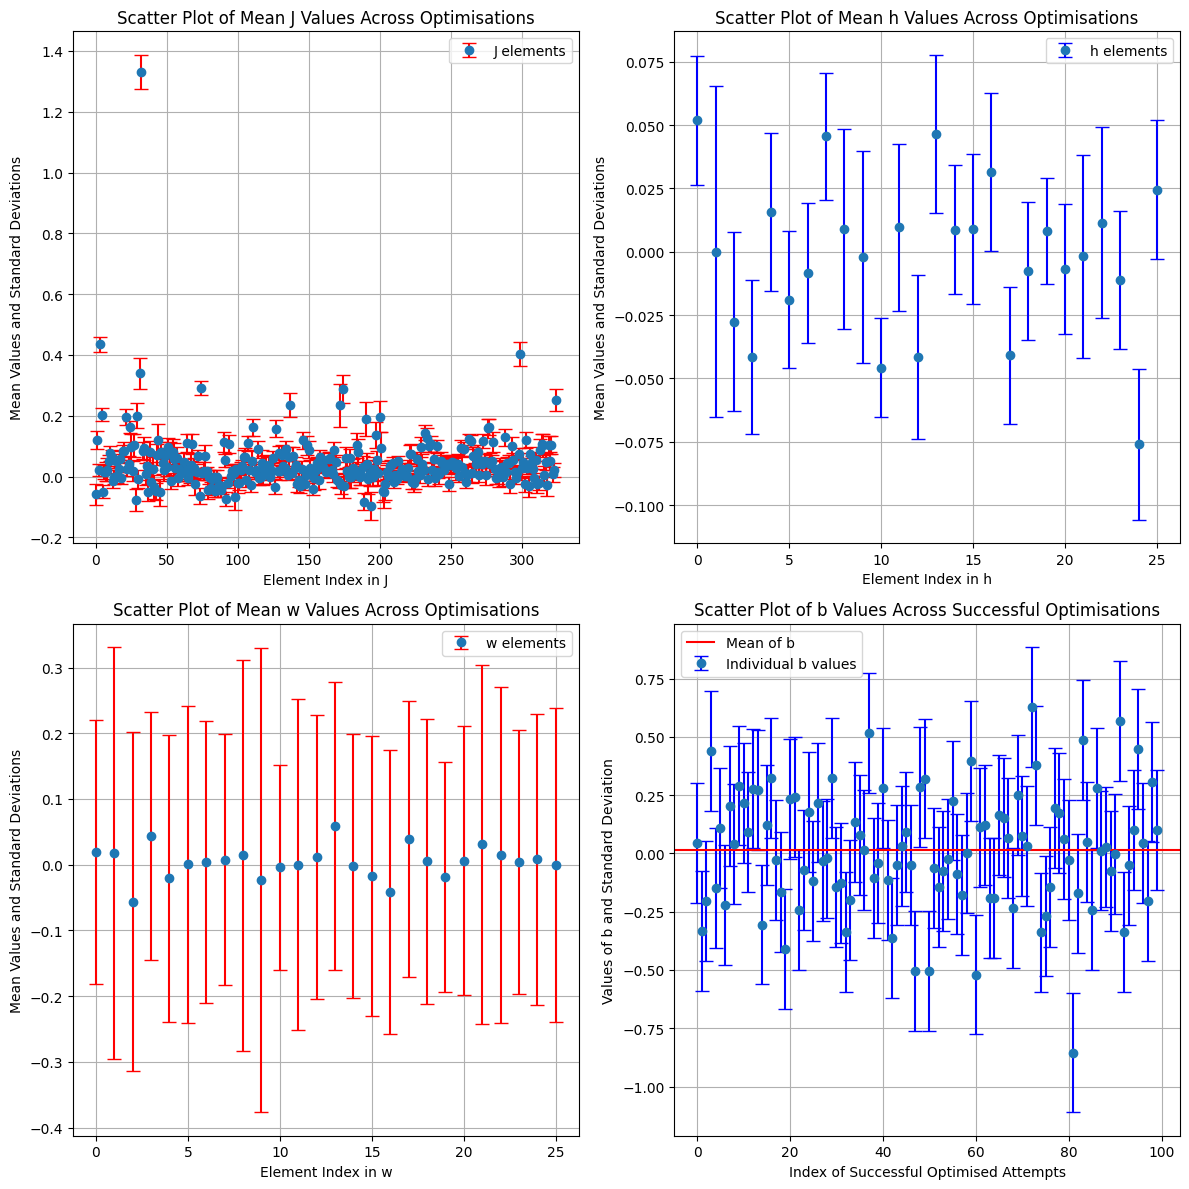 Scatter Plot of Mean J Values Across Optimisations
Mean Values and Standard Deviations
1.4
1.2
1.0
0.8
0.6
0.4
0.2
0.0
−0.2
J elements
0 50 100 150 200 250 300
Element Index in J
Scatter Plot of Mean h Values Across Optimisations
Mean Values and Standard Deviations
0.075
0.050
0.025
0.000
−0.025
−0.050
−0.075
−0.100
h elements
0 5 10 15 20 25
Element Index in h
Scatter Plot of Mean w Values Across Optimisations
Mean Values and Standard Deviations
0.3
0.2
0.1
0.0
−0.1
−0.2
−0.3
−0.4
w elements
0 5 10 15 20 25
Element Index in w
Scatter Plot of b Values Across Successful Optimisations
Values of b and Standard Deviation
0.75
0.50
0.25
0.00
−0.25
−0.50
−0.75
−1.00
Mean of b
Individual b values
0 20 40 60 80 100
Index of Successful Optimised Attempts